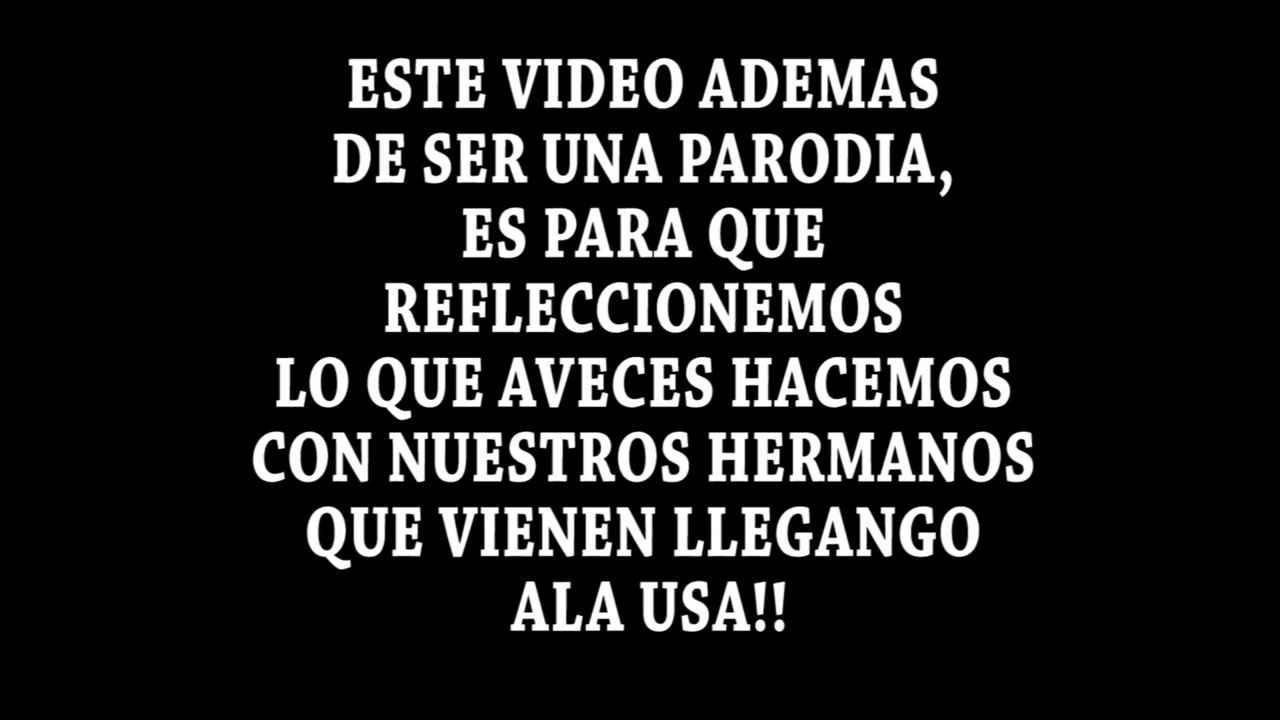 ESTE VIDEO ADEMAS
DE SER UNA PARODIA,
ES PARA QUE
REFLECCIONEMOS
LO QUE AVECES HACEMOS
CON NUESTROS HERMANOS
QUE VIENEN LLEGANGO
ALA USA!!